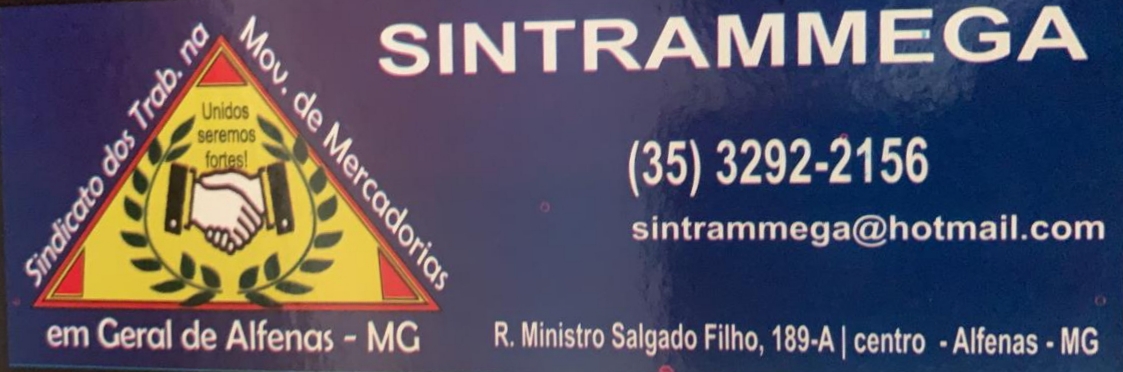 Sindicato dos Trab. na
Mov. de Mercadorias
em Geral de Alfenas - MG
Unidos
seremos
fortes!
SINTRAMMEGA
(35) 3292-2156
sintrammega@hotmail.com
R. Ministro Salgado Filho, 189-A | centro - Alfenas - MG